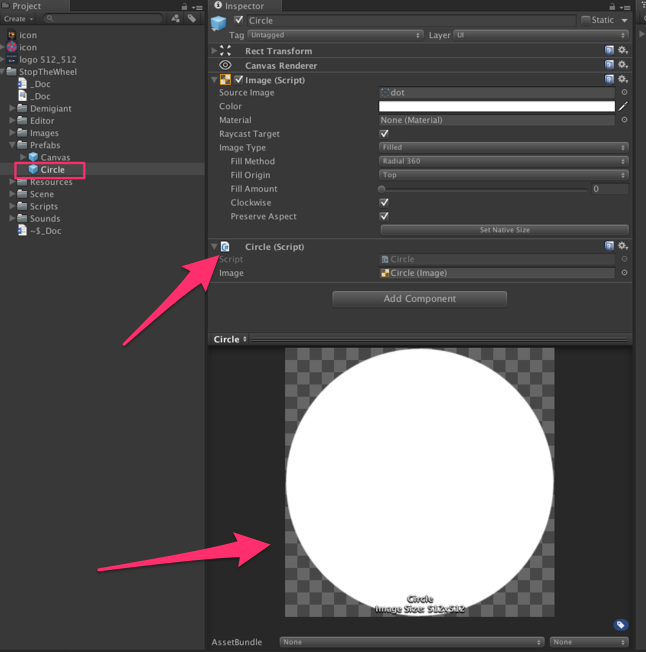 Project
Create
icon
icon
logo 512_512
StopTheWheel
_Doc
_Doc
Demigiant
Editor
Images
Prefabs
Canvas
Circle
Resources
Scene
Scripts
Sounds
~$_Doc
Inspector
Circle
Static
Tag Untagged Layer UI
Rect Transform
Canvas Renderer
Image (Script)
Source Image dot
Color
Material None (Material)
Raycast Target
Image Type Filled
Fill Method Radial 360
Fill Origin Top
Fill Amount 0
Clockwise
Preserve Aspect
Set Native Size
Circle (Script)
Script Circle
Image Circle (Image)
Add Component
Circle
Circle
Image Size: 512x512
AssetBundle None None